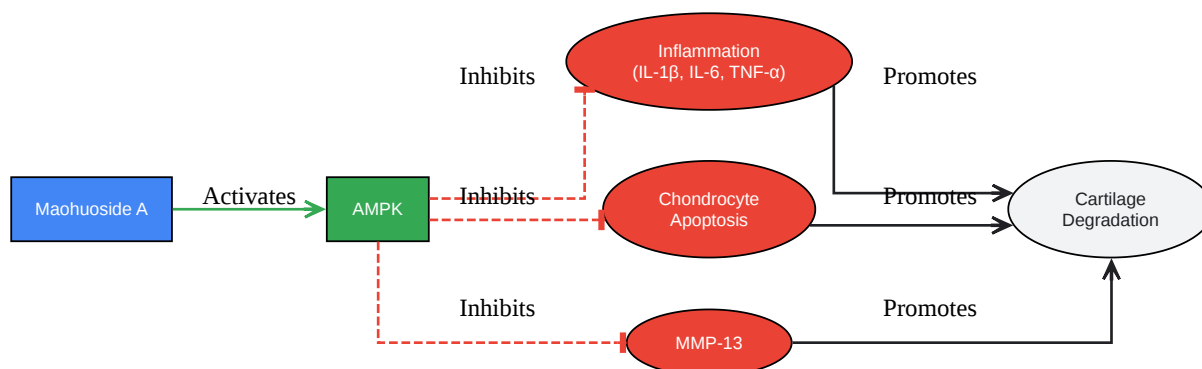 Inflammation
(IL-1β, IL-6, TNF-α)
Inhibits
Promotes
Maohuoside A
Activates
AMPK
Inhibits
Chondrocyte
Apoptosis
Promotes
Cartilage
Degradation
Inhibits
MMP-13
Promotes